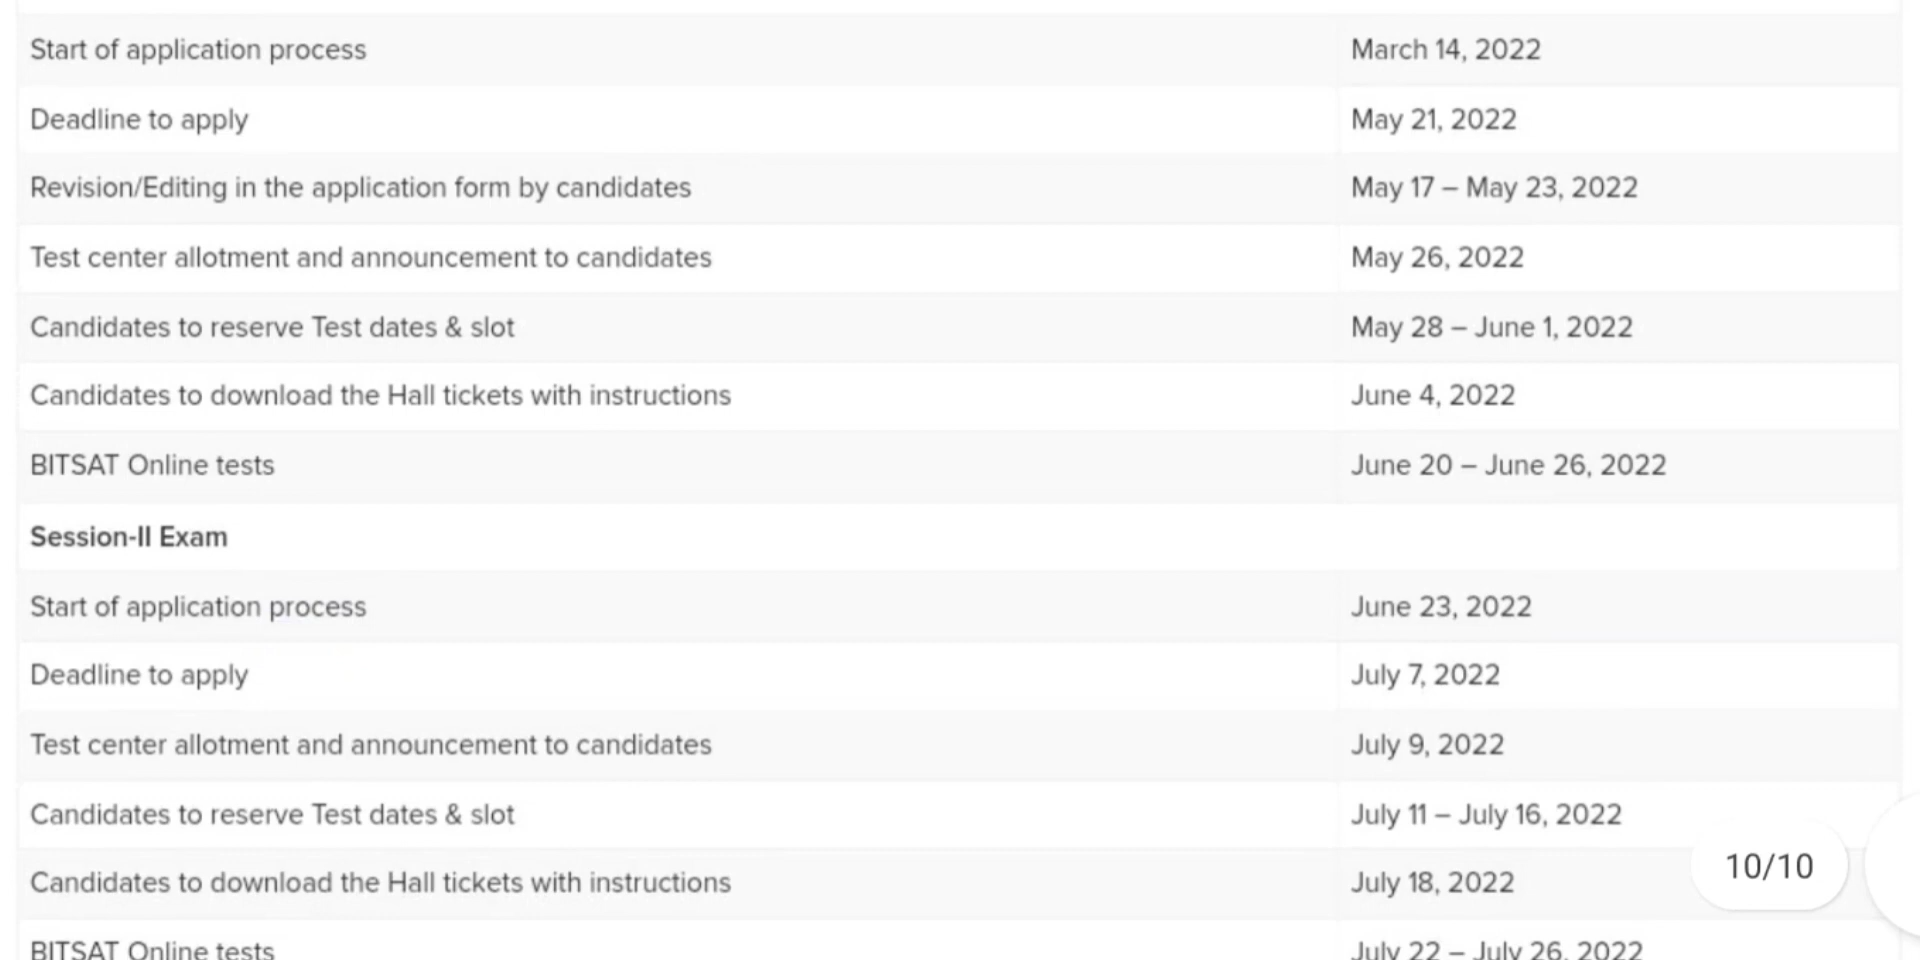 Start of application process March 14, 2022
Deadline to apply May 21, 2022
Revision/Editing in the application form by candidates May 17 – May 23, 2022
Test center allotment and announcement to candidates May 26, 2022
Candidates to reserve Test dates & slot May 28 – June 1, 2022
Candidates to download the Hall tickets with instructions June 4, 2022
BITSAT Online tests June 20 – June 26, 2022
Session-II Exam
Start of application process June 23, 2022
Deadline to apply July 7, 2022
Test center allotment and announcement to candidates July 9, 2022
Candidates to reserve Test dates & slot July 11 – July 16, 2022
10/10
Candidates to download the Hall tickets with instructions July 18, 2022
BITSAT Online tests July 22 – July 26, 2022